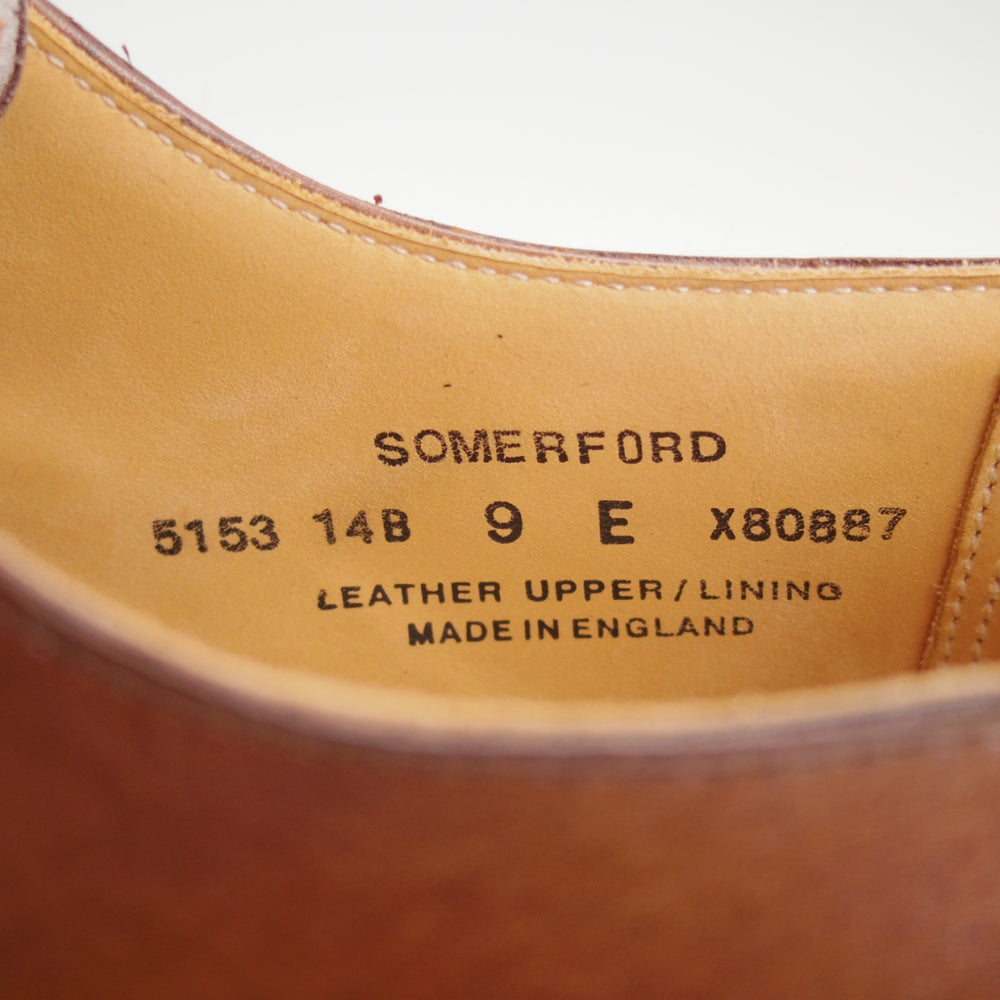 SOMERFORD
5153 14B 9 E X80887
LEATHER UPPER / LINING
MADE IN ENGLAND